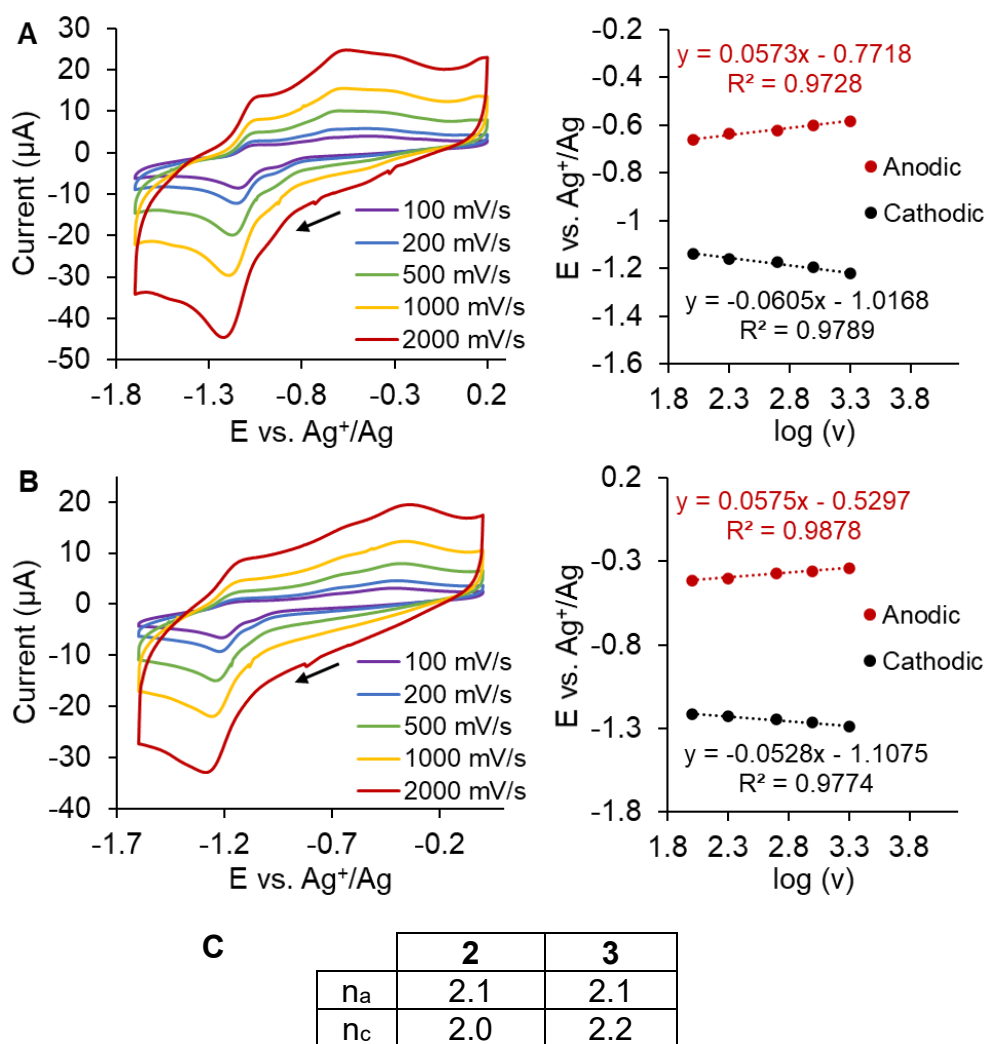 A
30
20
10
0
-10
-20
-30
-40
-50
Current (µA)
-1.8 -1.3 -0.8 -0.3 0.2
E vs. Ag⁺/Ag
100 mV/s
200 mV/s
500 mV/s
1000 mV/s
2000 mV/s
-0.2
-0.4
-0.6
-0.8
-1
-1.2
-1.4
-1.6
E vs. Ag⁺/Ag
y = 0.0573x - 0.7718
R² = 0.9728
Anodic
Cathodic
y = -0.0605x - 1.0168
R² = 0.9789
1.8 2.3 2.8 3.3 3.8
log (v)
B
20
10
0
-10
-20
-30
-40
Current (µA)
-1.7 -1.2 -0.7 -0.2
E vs. Ag⁺/Ag
100 mV/s
200 mV/s
500 mV/s
1000 mV/s
2000 mV/s
0.2
-0.3
-0.8
-1.3
-1.8
E vs. Ag⁺/Ag
y = 0.0575x - 0.5297
R² = 0.9878
Anodic
Cathodic
y = -0.0528x - 1.1075
R² = 0.9774
1.8 2.3 2.8 3.3 3.8
log (v)
C
2 3
nₐ 2.1 2.1
n꜀ 2.0 2.2